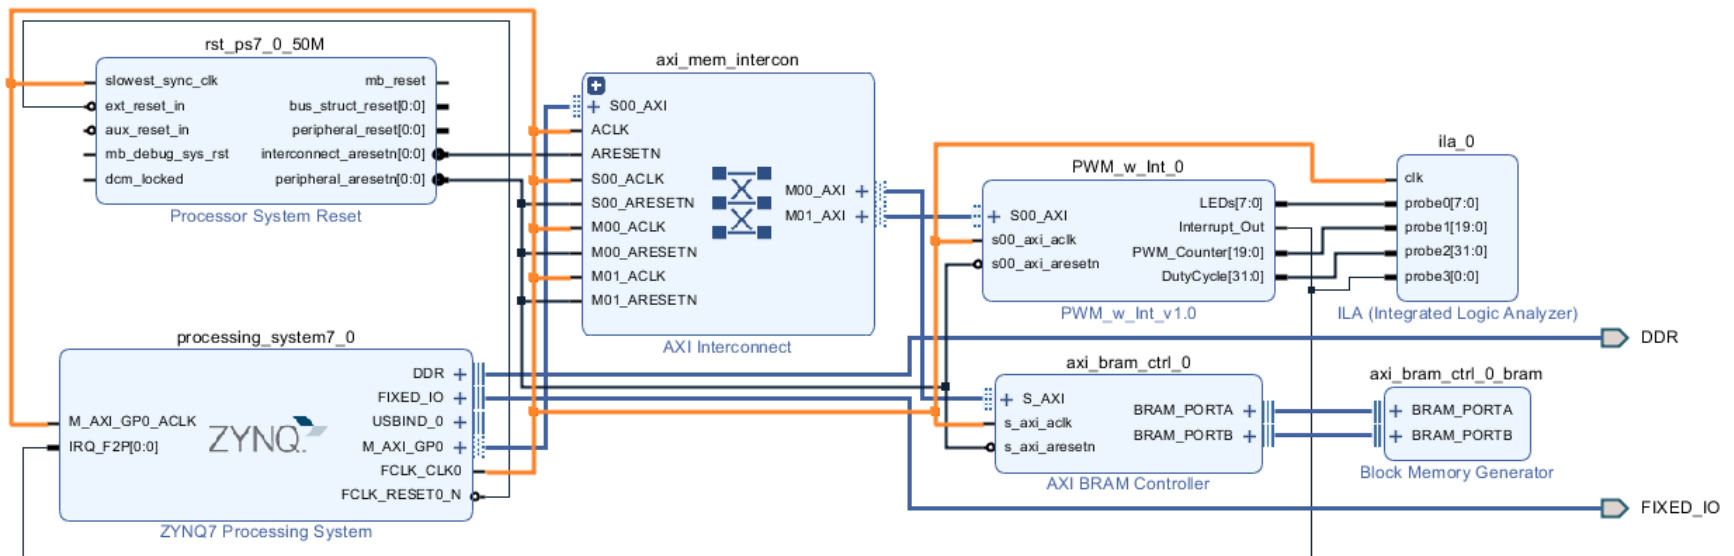 rst_ps7_0_50M
slowest_sync_clk
mb_reset
ext_reset_in
bus_struct_reset[0:0]
aux_reset_in
peripheral_reset[0:0]
mb_debug_sys_rst
interconnect_aresetn[0:0]
dcm_locked
peripheral_aresetn[0:0]
Processor System Reset
processing_system7_0
DDR
FIXED_IO
M_AXI_GP0_ACLK
USBIND_0
IRQ_F2P[0:0]
M_AXI_GP0
FCLK_CLK0
FCLK_RESET0_N
ZYNQ
ZYNQ7 Processing System
axi_mem_intercon
S00_AXI
ACLK
ARESETN
S00_ACLK
S00_ARESETN
M00_ACLK
M00_ARESETN
M01_ACLK
M01_ARESETN
M00_AXI
M01_AXI
AXI Interconnect
PWM_w_Int_0
S00_AXI
s00_axi_aclk
s00_axi_aresetn
LEDs[7:0]
Interrupt_Out
PWM_Counter[19:0]
DutyCycle[31:0]
PWM_w_Int_v1.0
ila_0
clk
probe0[7:0]
probe1[19:0]
probe2[31:0]
probe3[0:0]
ILA (Integrated Logic Analyzer)
DDR
axi_bram_ctrl_0
S_AXI
s_axi_aclk
s_axi_aresetn
BRAM_PORTA
BRAM_PORTB
AXI BRAM Controller
axi_bram_ctrl_0_bram
BRAM_PORTA
BRAM_PORTB
Block Memory Generator
FIXED_IO